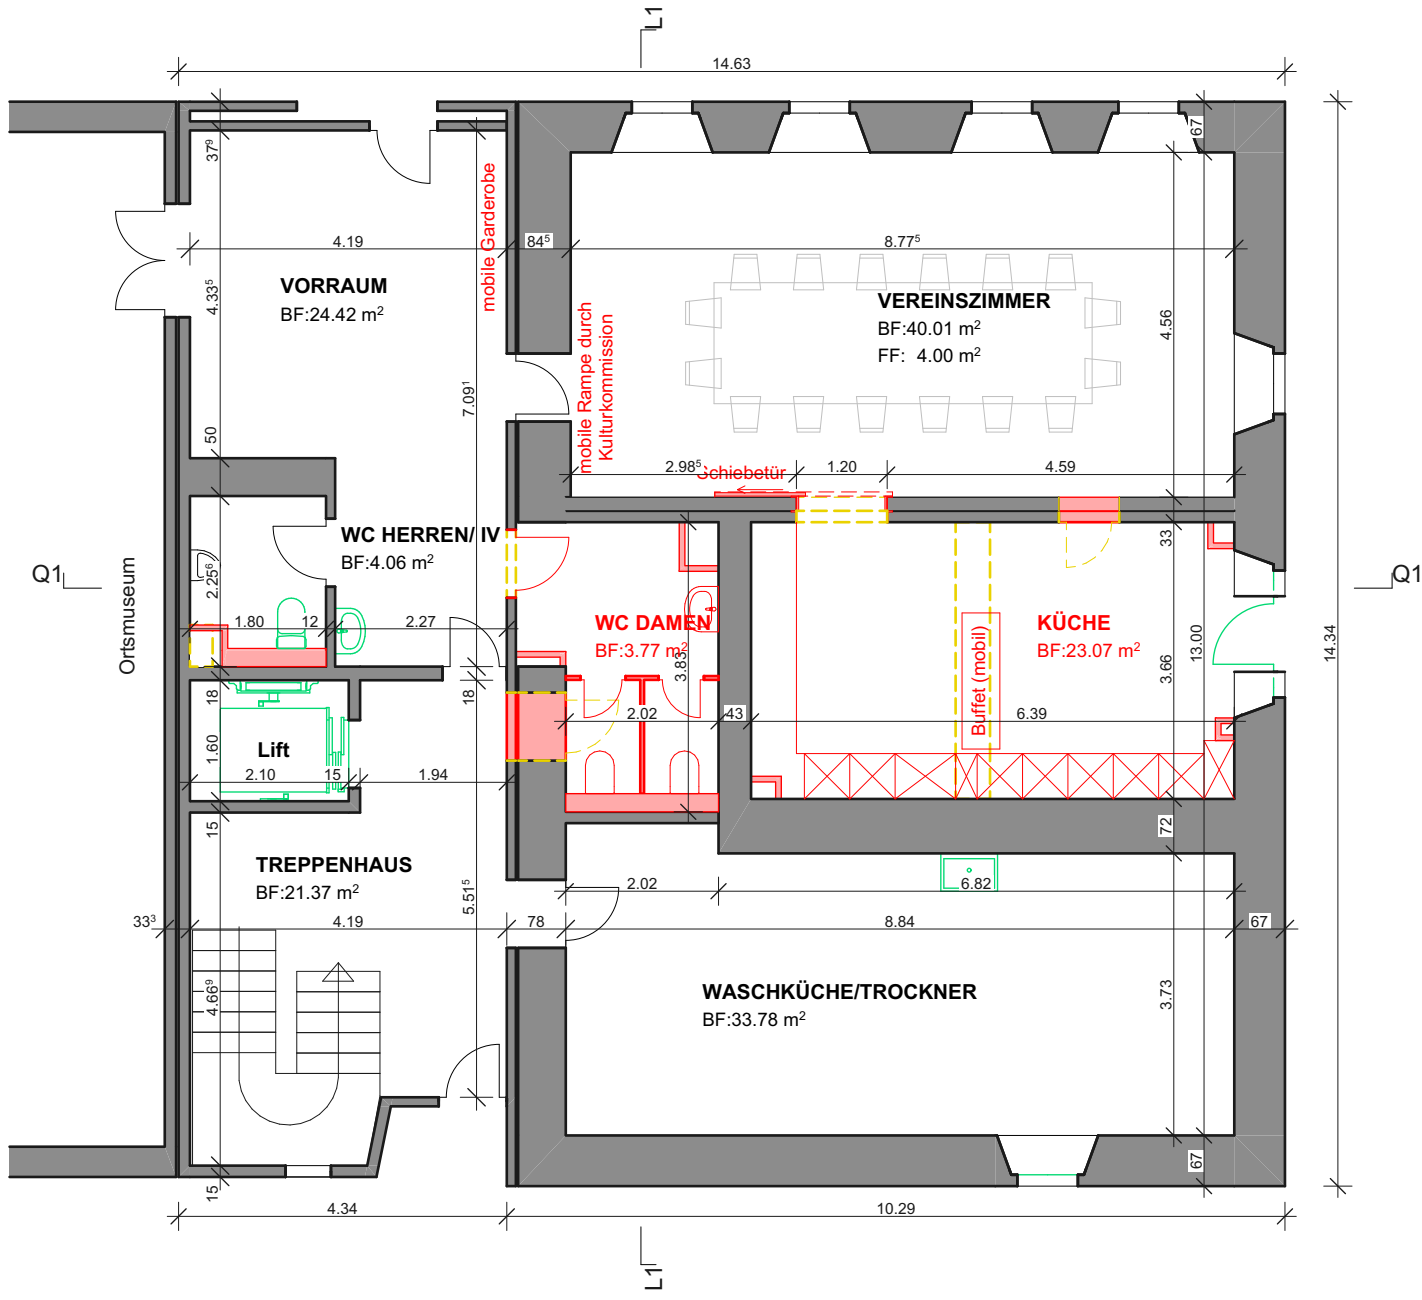 L1
14.63
67
37⁹
mobile Garderobe
4.19
84⁵
8.77⁵
VORRAUM
BF:24.42 m²
4.33⁵
VEREINSZIMMER
BF:40.01 m²
FF: 4.00 m²
mobile Rampe durch
Kulturkommission
4.56
7.09¹
50
2.98⁵
Schiebetür
1.20
4.59
WC HERREN/ IV
BF:4.06 m²
33
Q1
Q1
Ortsmuseum
2.25⁶
1.80
12
2.27
WC DAMEN
BF:3.77 m²
3.83
KÜCHE
BF:23.07 m²
Buffet (mobil)
3.66
13.00
14.34
18
18
2.02
43
6.39
Lift
1.60
2.10
15
1.94
15
72
TREPPENHAUS
BF:21.37 m²
5.51⁵
2.02
6.82
33³
4.19
78
8.84
67
4.66⁹
WASCHKÜCHE/TROCKNER
BF:33.78 m²
3.73
67
15
4.34
10.29
L1